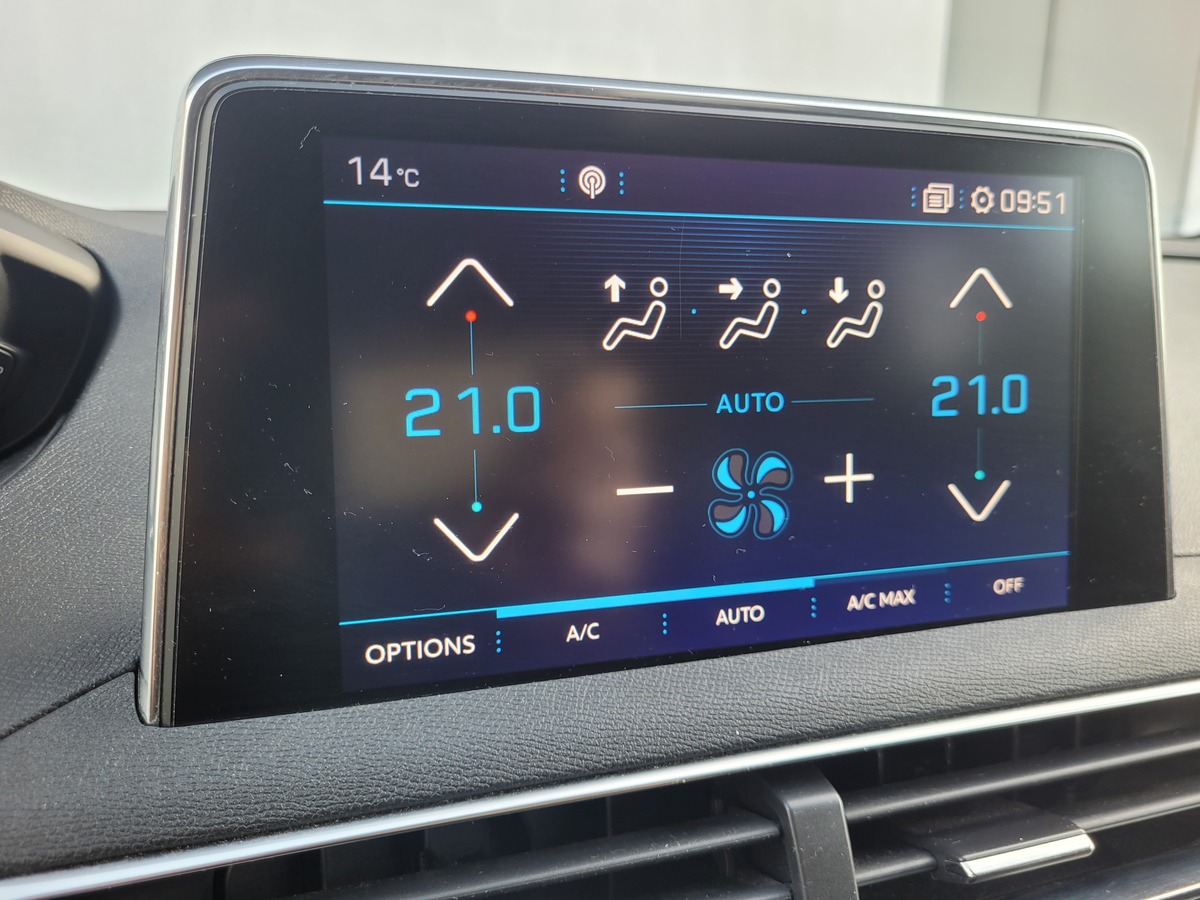 14°C 09:51
21.0 21.0
AUTO
OPTIONS A/C AUTO A/C MAX OFF